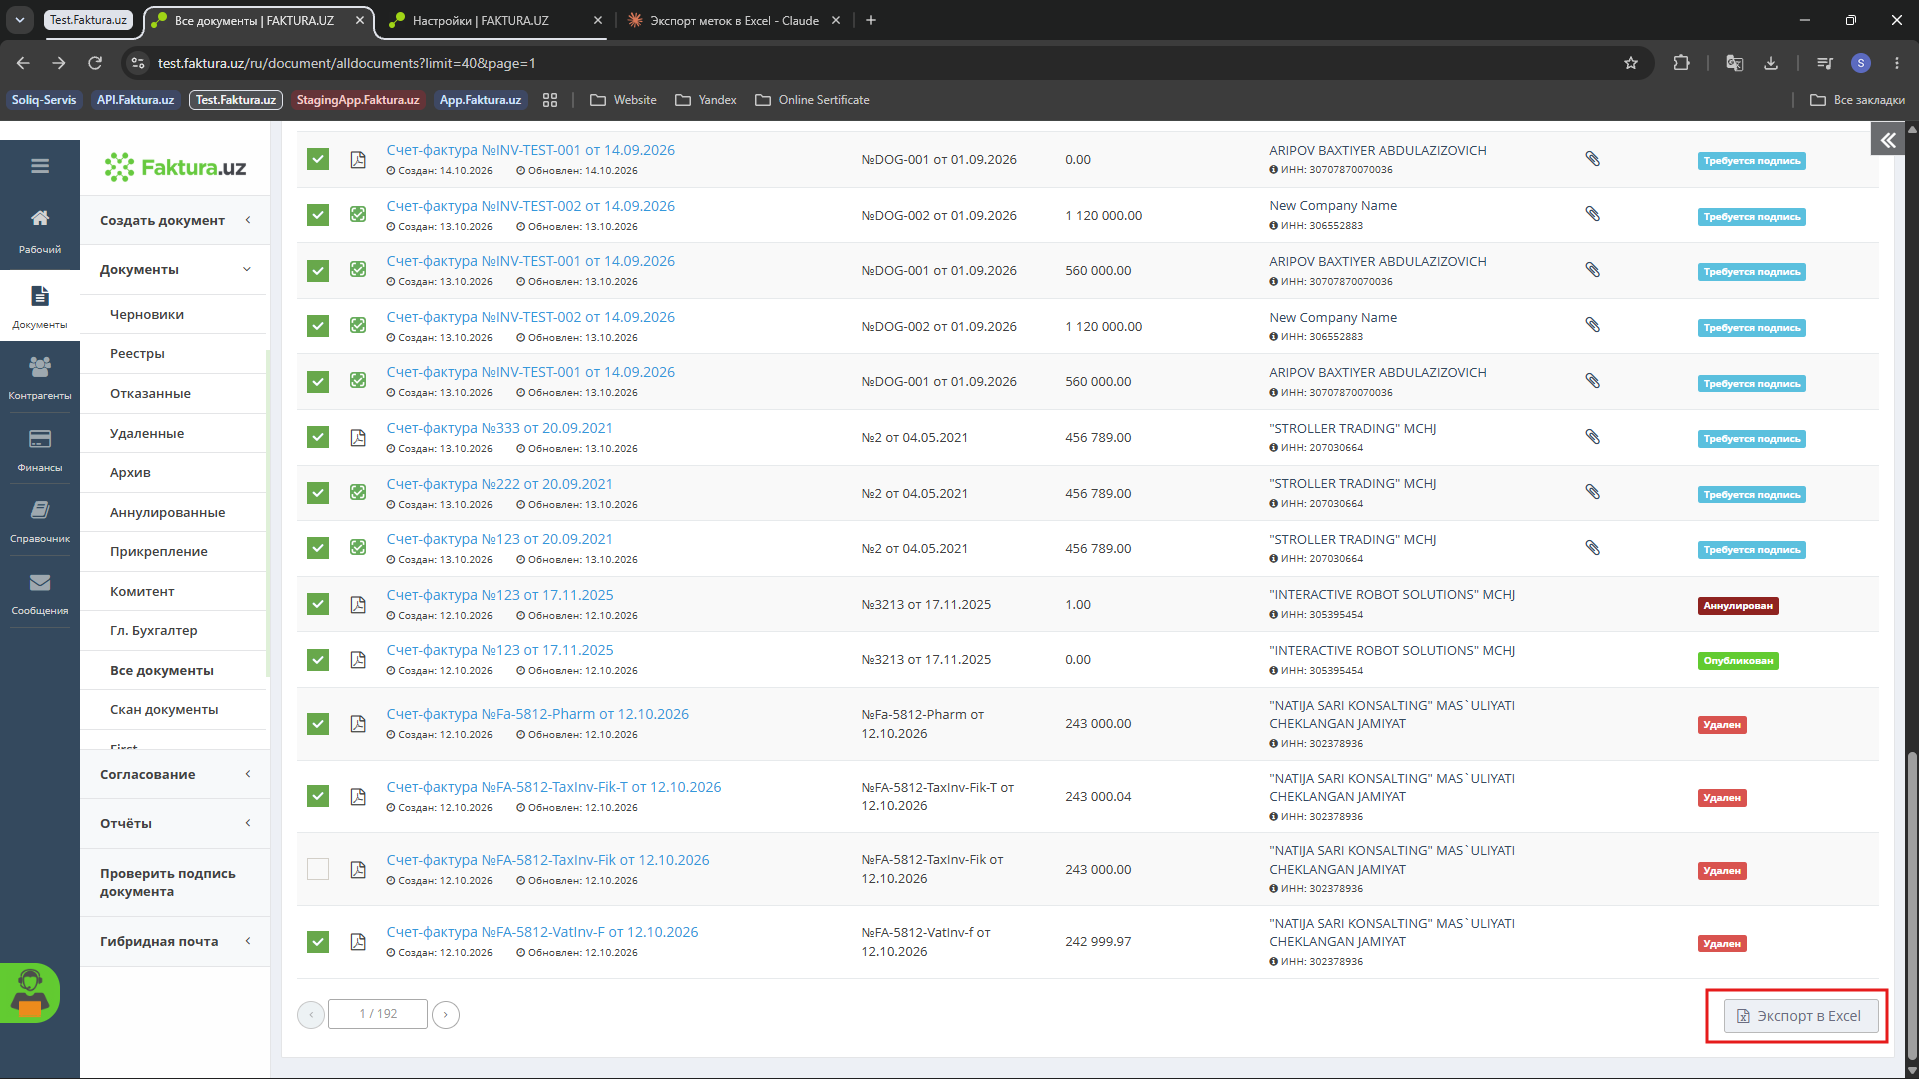 Test.Faktura.uz
Все документы | FAKTURA.UZ
Настройки | FAKTURA.UZ
Экспорт меток в Excel - Claude
test.faktura.uz/ru/document/alldocuments?limit=40&page=1
S
Soliq-Servis
API.Faktura.uz
Test.Faktura.uz
StagingApp.Faktura.uz
App.Faktura.uz
Website
Yandex
Online Sertificate
Все закладки
Рабочий
Документы
Контрагенты
Финансы
Справочник
Сообщения
Faktura.uz
Создать документ
Документы
Черновики
Реестры
Отказанные
Удаленные
Архив
Аннулированные
Прикрепление
Комитент
Гл. Бухгалтер
Все документы
Скан документы
First
Согласование
Отчёты
Проверить подпись
документа
Гибридная почта
Счет-фактура №INV-TEST-001 от 14.09.2026
Создан: 14.10.2026 Обновлен: 14.10.2026
№DOG-001 от 01.09.2026
0.00
ARIPOV BAXTIYER ABDULAZIZOVICH
ИНН: 30707870070036
Требуется подпись
Счет-фактура №INV-TEST-002 от 14.09.2026
Создан: 13.10.2026 Обновлен: 13.10.2026
№DOG-002 от 01.09.2026
1 120 000.00
New Company Name
ИНН: 306552883
Требуется подпись
Счет-фактура №INV-TEST-001 от 14.09.2026
Создан: 13.10.2026 Обновлен: 13.10.2026
№DOG-001 от 01.09.2026
560 000.00
ARIPOV BAXTIYER ABDULAZIZOVICH
ИНН: 30707870070036
Требуется подпись
Счет-фактура №INV-TEST-002 от 14.09.2026
Создан: 13.10.2026 Обновлен: 13.10.2026
№DOG-002 от 01.09.2026
1 120 000.00
New Company Name
ИНН: 306552883
Требуется подпись
Счет-фактура №INV-TEST-001 от 14.09.2026
Создан: 13.10.2026 Обновлен: 13.10.2026
№DOG-001 от 01.09.2026
560 000.00
ARIPOV BAXTIYER ABDULAZIZOVICH
ИНН: 30707870070036
Требуется подпись
Счет-фактура №333 от 20.09.2021
Создан: 13.10.2026 Обновлен: 13.10.2026
№2 от 04.05.2021
456 789.00
"STROLLER TRADING" MCHJ
ИНН: 207030664
Требуется подпись
Счет-фактура №222 от 20.09.2021
Создан: 13.10.2026 Обновлен: 13.10.2026
№2 от 04.05.2021
456 789.00
"STROLLER TRADING" MCHJ
ИНН: 207030664
Требуется подпись
Счет-фактура №123 от 20.09.2021
Создан: 13.10.2026 Обновлен: 13.10.2026
№2 от 04.05.2021
456 789.00
"STROLLER TRADING" MCHJ
ИНН: 207030664
Требуется подпись
Счет-фактура №123 от 17.11.2025
Создан: 12.10.2026 Обновлен: 12.10.2026
№3213 от 17.11.2025
1.00
"INTERACTIVE ROBOT SOLUTIONS" MCHJ
ИНН: 305395454
Аннулирован
Счет-фактура №123 от 17.11.2025
Создан: 12.10.2026 Обновлен: 12.10.2026
№3213 от 17.11.2025
0.00
"INTERACTIVE ROBOT SOLUTIONS" MCHJ
ИНН: 305395454
Опубликован
Счет-фактура №Fa-5812-Pharm от 12.10.2026
Создан: 12.10.2026 Обновлен: 12.10.2026
№Fa-5812-Pharm от
12.10.2026
243 000.00
"NATIJA SARI KONSALTING" MAS`ULIYATI
CHEKLANGAN JAMIYAT
ИНН: 302378936
Удален
Счет-фактура №FA-5812-TaxInv-Fik-T от 12.10.2026
Создан: 12.10.2026 Обновлен: 12.10.2026
№FA-5812-TaxInv-Fik-T от
12.10.2026
243 000.04
"NATIJA SARI KONSALTING" MAS`ULIYATI
CHEKLANGAN JAMIYAT
ИНН: 302378936
Удален
Счет-фактура №FA-5812-TaxInv-Fik от 12.10.2026
Создан: 12.10.2026 Обновлен: 12.10.2026
№FA-5812-TaxInv-Fik от
12.10.2026
243 000.00
"NATIJA SARI KONSALTING" MAS`ULIYATI
CHEKLANGAN JAMIYAT
ИНН: 302378936
Удален
Счет-фактура №FA-5812-VatInv-F от 12.10.2026
Создан: 12.10.2026 Обновлен: 12.10.2026
№FA-5812-VatInv-f от
12.10.2026
242 999.97
"NATIJA SARI KONSALTING" MAS`ULIYATI
CHEKLANGAN JAMIYAT
ИНН: 302378936
Удален
1 / 192
Экспорт в Excel